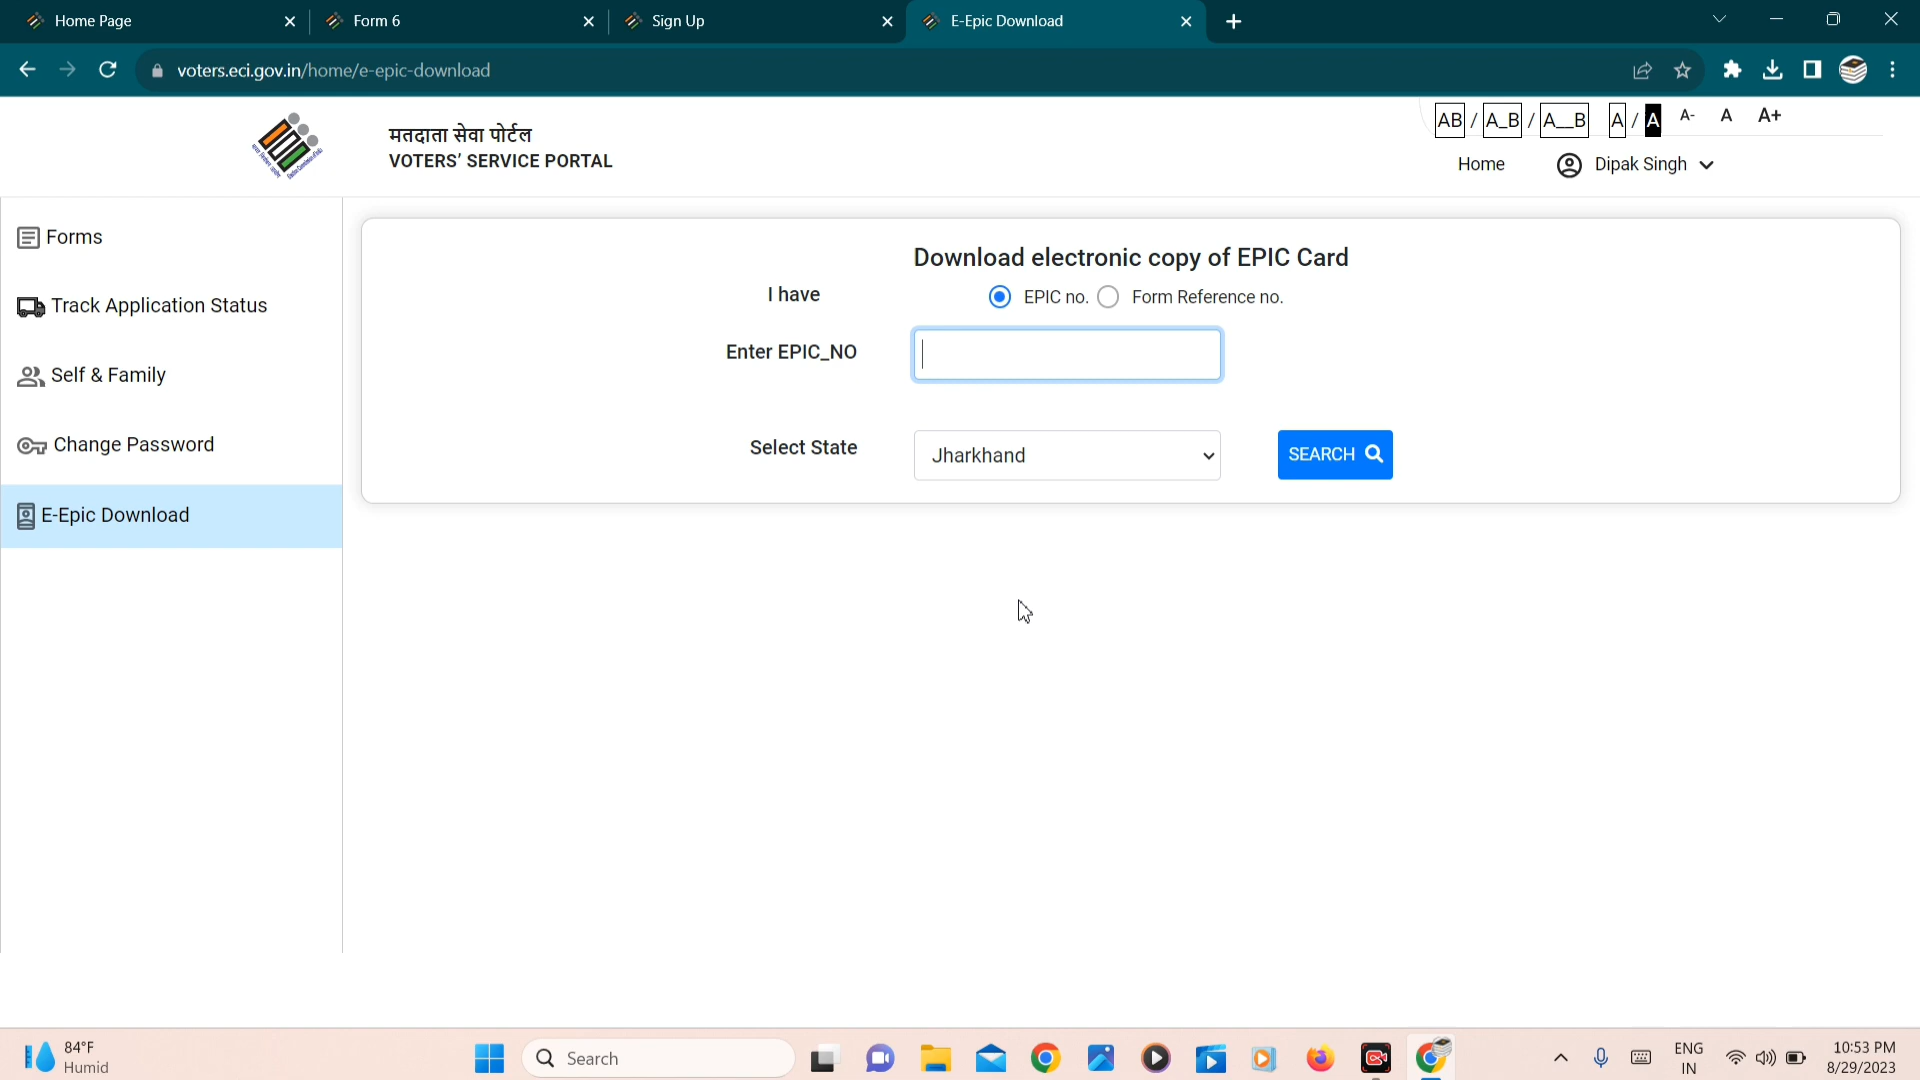 Home Page
Form 6
Sign Up
E-Epic Download
voters.eci.gov.in/home/e-epic-download
मतदाता सेवा पोर्टल
VOTERS' SERVICE PORTAL
AB / A_B / A__B A / A A- A A+
Home
Dipak Singh
Forms
Track Application Status
Self & Family
Change Password
E-Epic Download
Download electronic copy of EPIC Card
I have
EPIC no.
Form Reference no.
Enter EPIC_NO
Select State
Jharkhand
SEARCH
84°F
Humid
Search
ENG
IN
10:53 PM
8/29/2023